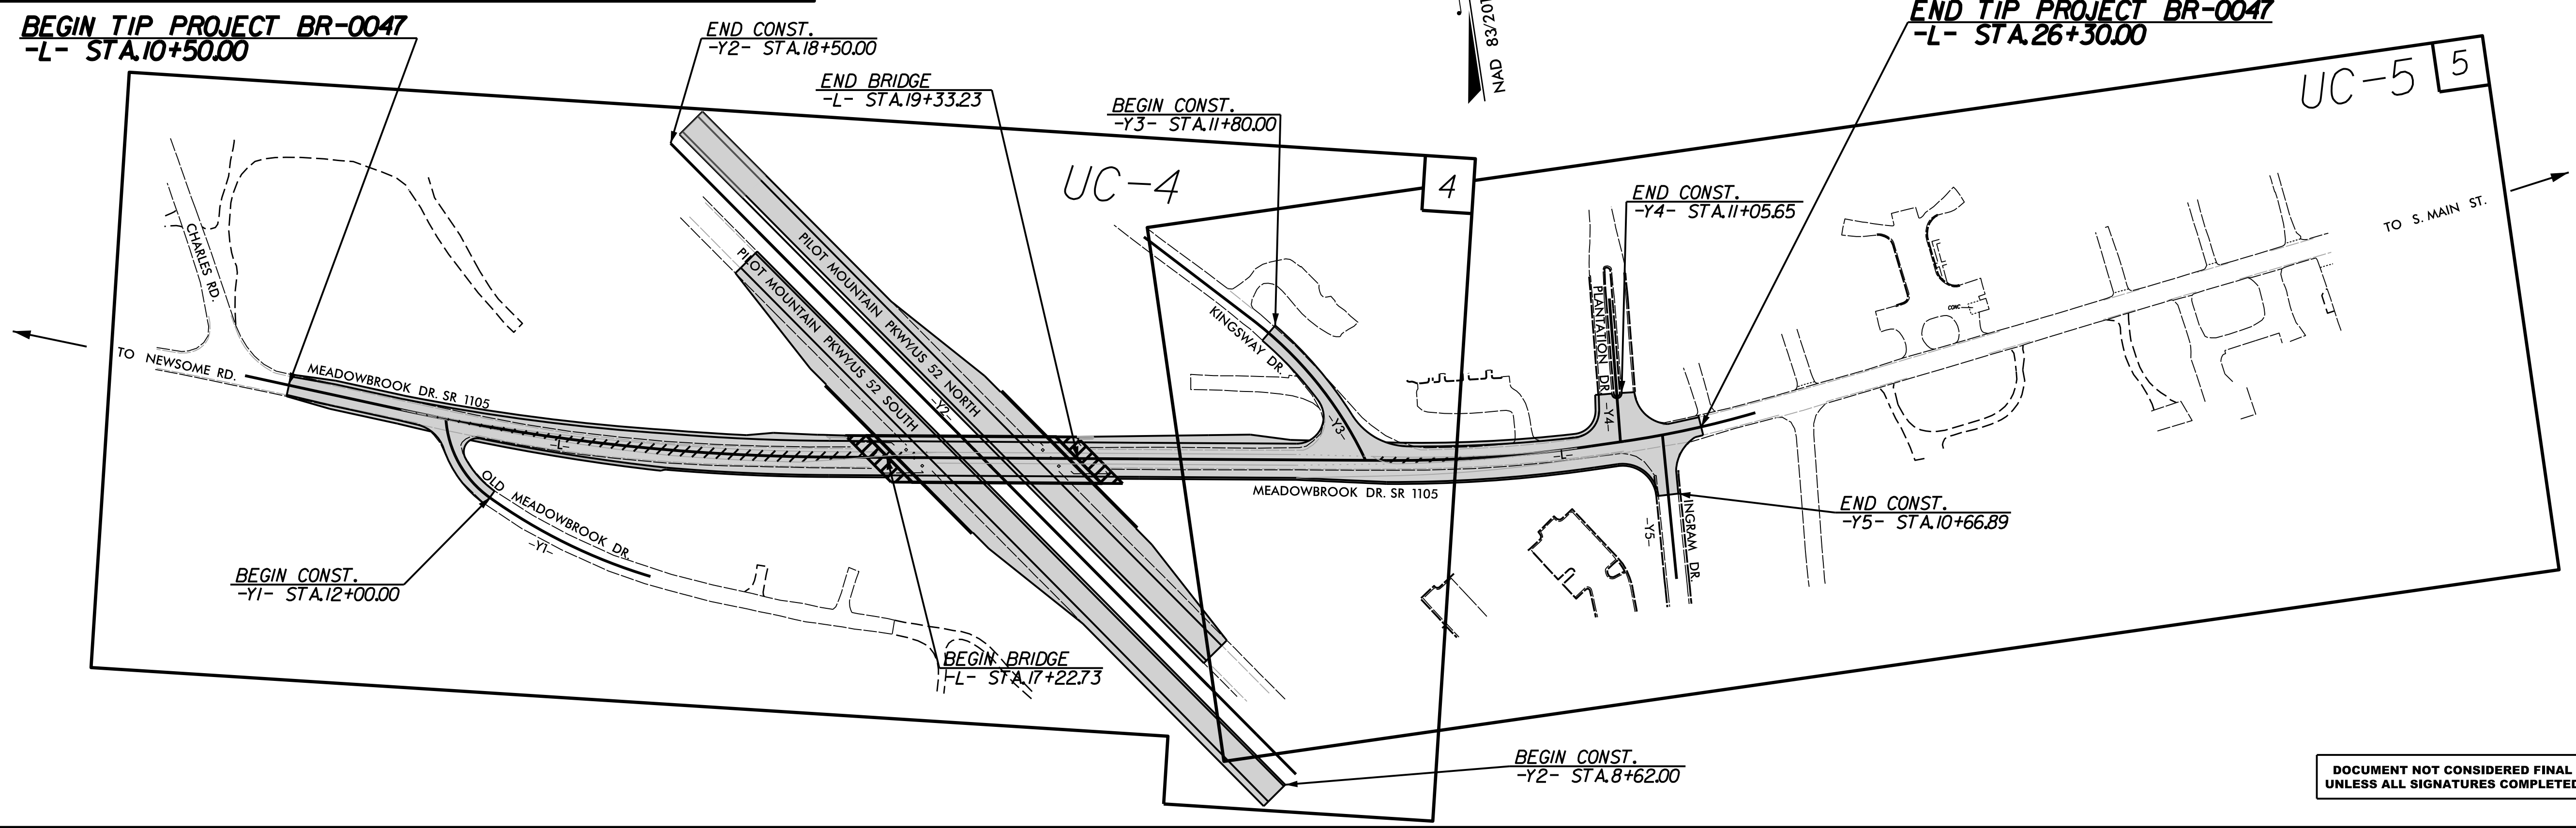 BEGIN TIP PROJECT BR-0047
-L- STA.10+50.00
END CONST.
-Y2- STA.18+50.00
END BRIDGE
-L- STA.19+33.23
BEGIN CONST.
-Y3- STA.11+80.00
NAD 83/201
END TIP PROJECT BR-0047
-L- STA.26+30.00
UC-5
5
UC-4
4
END CONST.
-Y4- STA.11+05.65
TO S. MAIN ST.
CHARLES RD.
TO NEWSOME RD.
MEADOWBROOK DR. SR 1105
-L-
PILOT MOUNTAIN PKWY/US 52 NORTH
-Y2-
PILOT MOUNTAIN PKWY/US 52 SOUTH
KINGSWAY DR.
-Y3-
PLANTATION DR.
-Y4-
CONC
-L-
MEADOWBROOK DR. SR 1105
OLD MEADOWBROOK DR.
-Y1-
INGRAM DR.
-Y5-
END CONST.
-Y5- STA.10+66.89
BEGIN CONST.
-Y1- STA.12+00.00
BEGIN BRIDGE
-L- STA.17+22.73
BEGIN CONST.
-Y2- STA.8+62.00
DOCUMENT NOT CONSIDERED FINAL
UNLESS ALL SIGNATURES COMPLETED